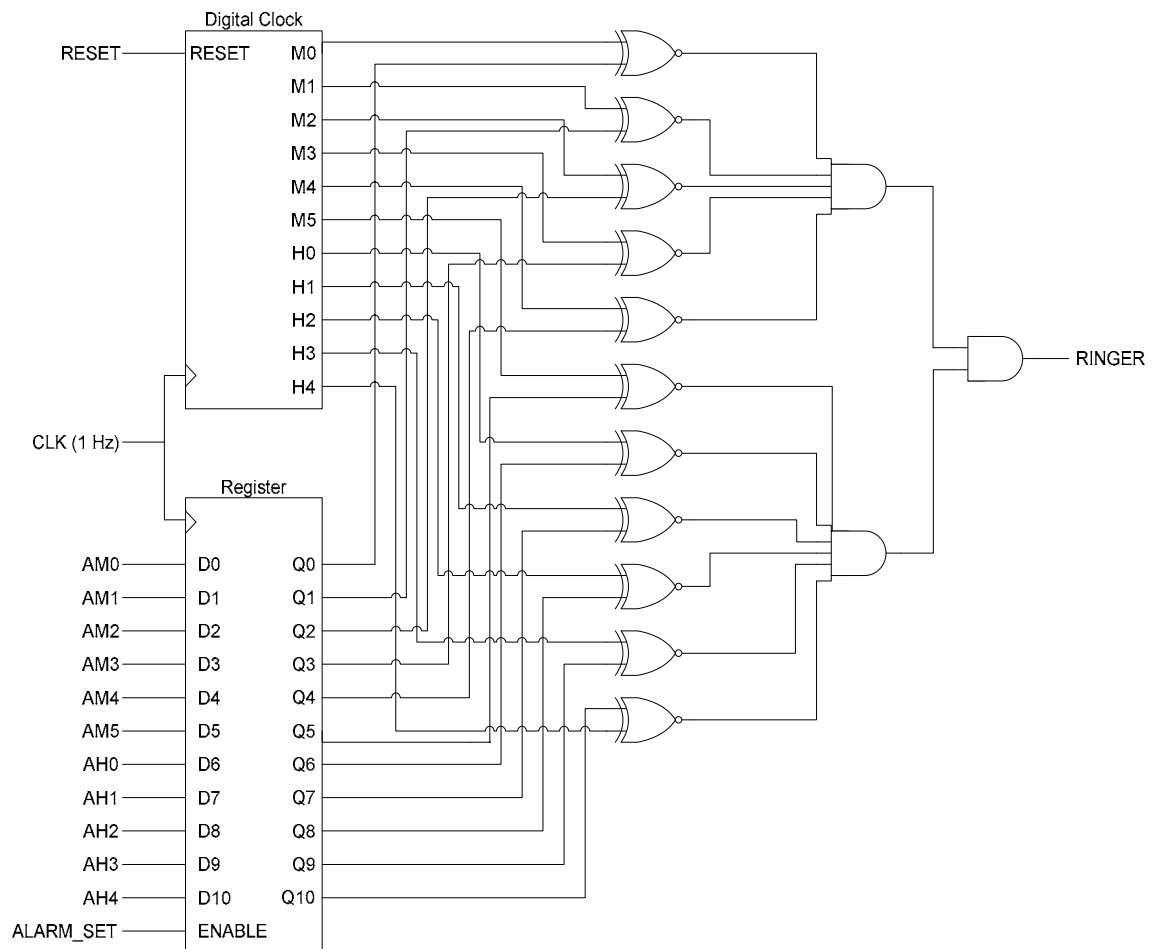 Digital Clock
RESET
RESET
M0
M1
M2
M3
M4
M5
H0
H1
H2
H3
H4
CLK (1 Hz)
RINGER
Register
AM0 D0 Q0
AM1 D1 Q1
AM2 D2 Q2
AM3 D3 Q3
AM4 D4 Q4
AM5 D5 Q5
AH0 D6 Q6
AH1 D7 Q7
AH2 D8 Q8
AH3 D9 Q9
AH4 D10 Q10
ALARM_SET ENABLE